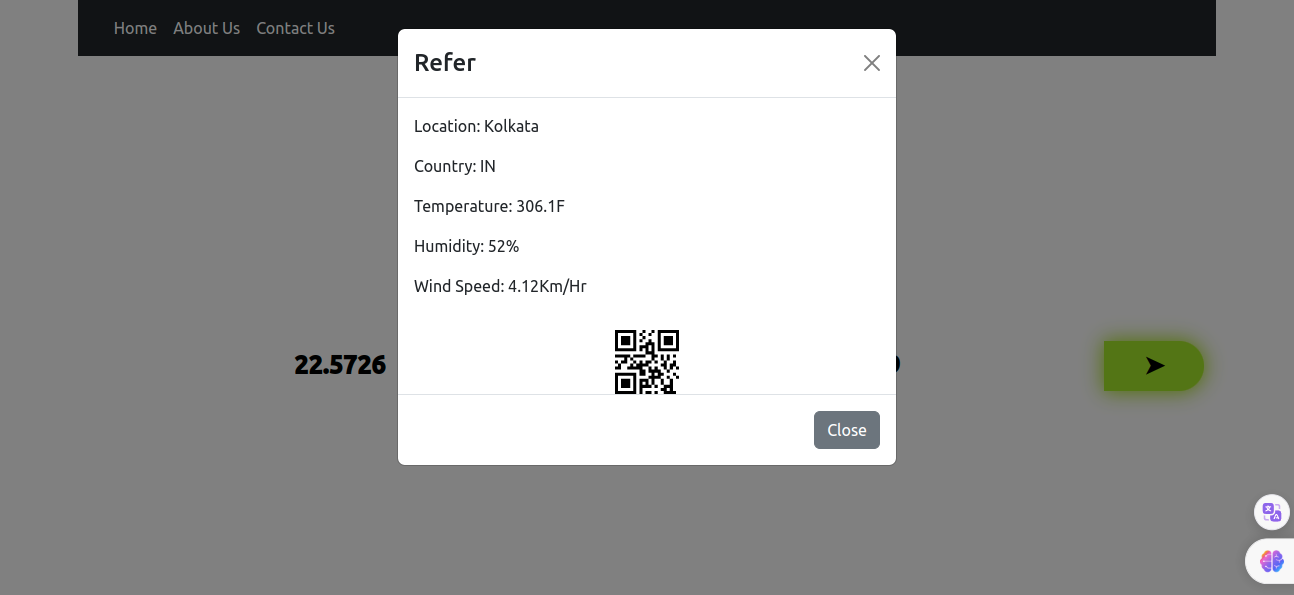 Home About Us Contact Us
Refer
Location: Kolkata
Country: IN
Temperature: 306.1F
Humidity: 52%
Wind Speed: 4.12Km/Hr
22.5726
Close